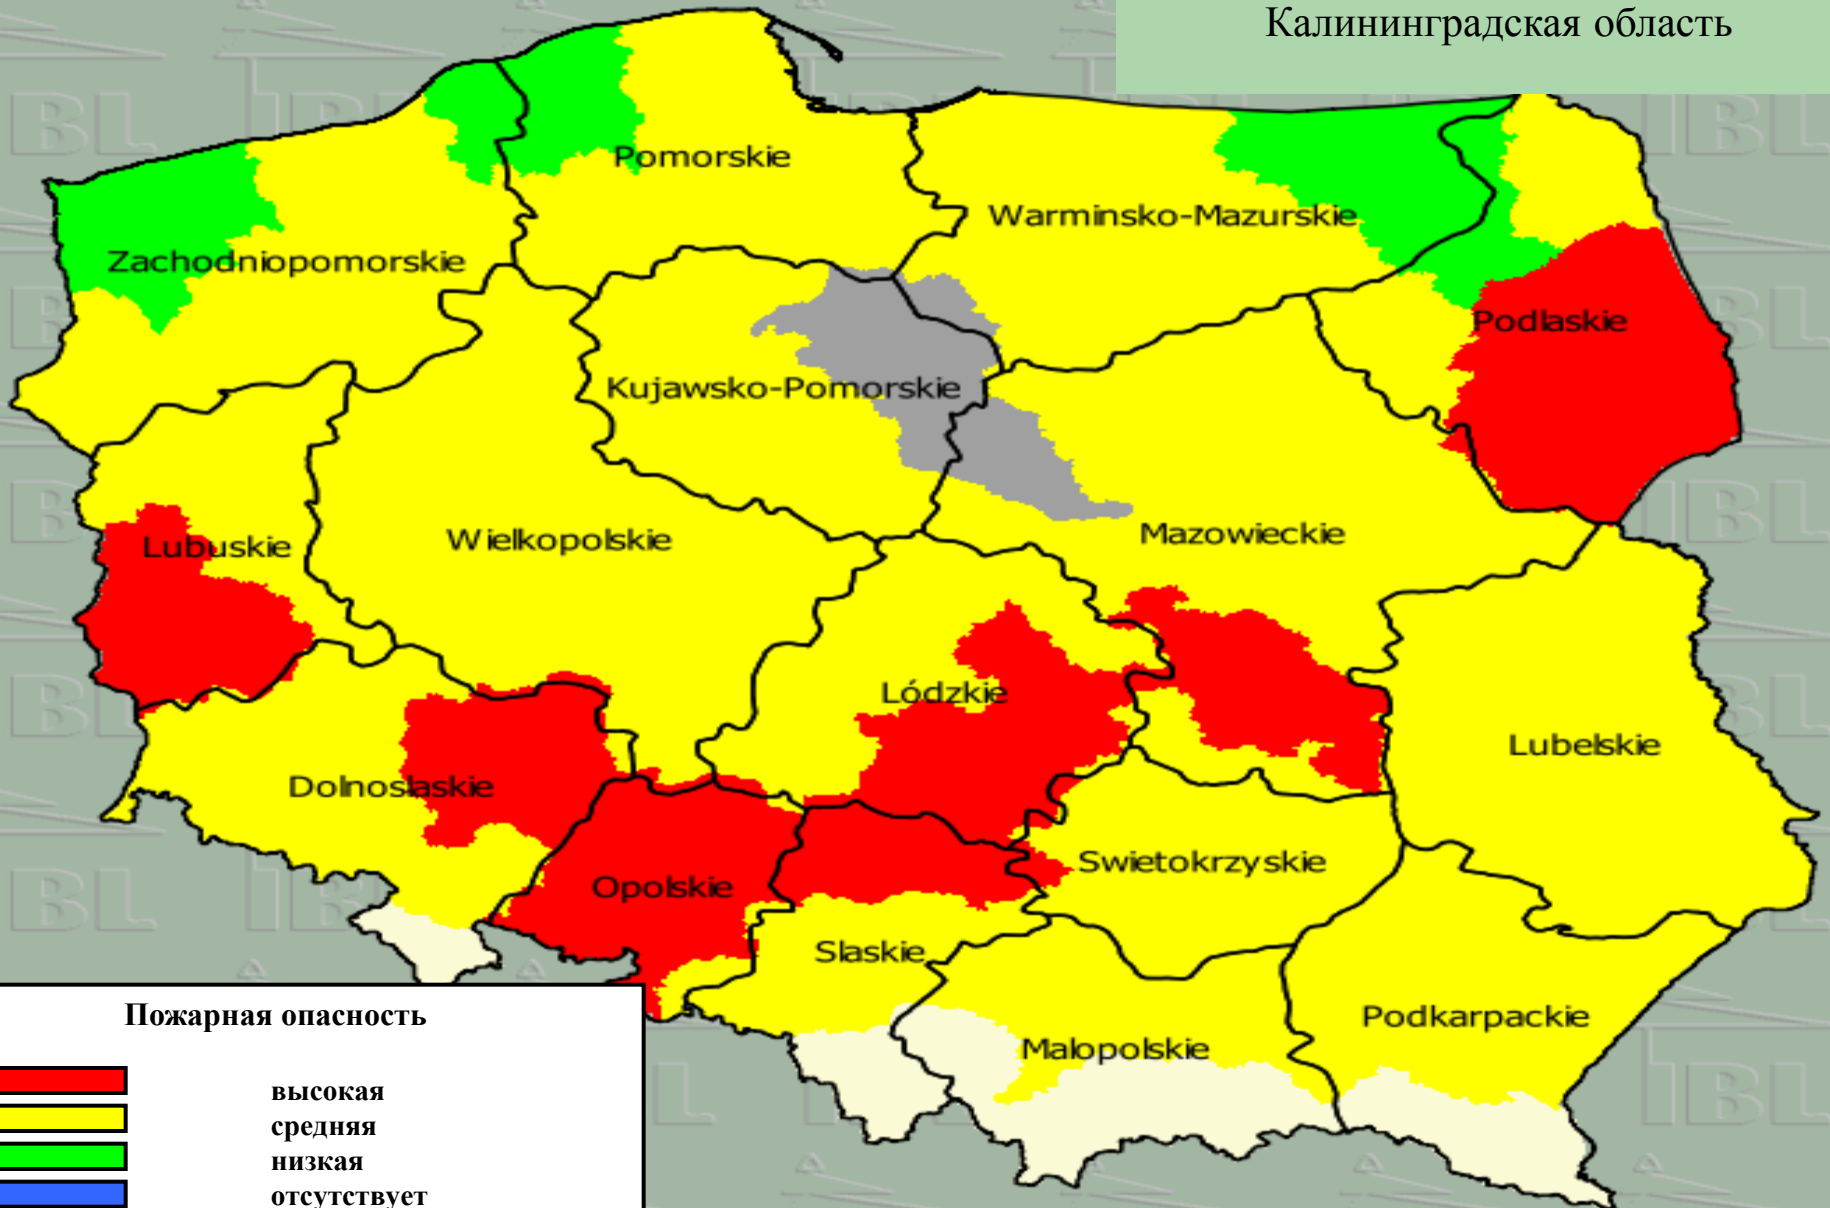 Калининградская область
Pomorskie
Warminsko-Mazurskie
Zachodniopomorskie
Podlaskie
Kujawsko-Pomorskie
Lubuskie
Wielkopolskie
Mazowieckie
Lódzkie
Lubelskie
Dolnoslaskie
Opolskie
Swietokrzyskie
Slaskie
Malopolskie
Podkarpackie
Пожарная опасность
высокая
средняя
низкая
отсутствует